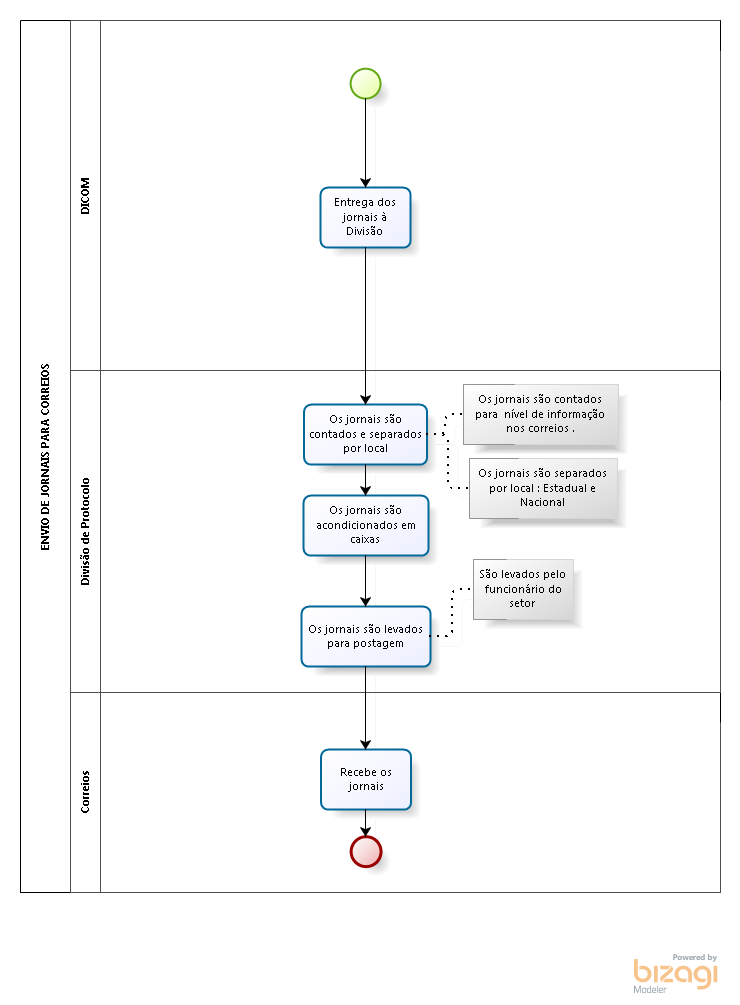 ENVIO DE JORNAIS PARA CORREIOS
DICOM
Entrega dos
jornais à
Divisão
Divisão de Protocolo
Os jornais são
contados e separados
por local
Os jornais são contados
para  nível de informação
nos correios .
Os jornais são separados
por local : Estadual e
Nacional
Os jornais são
acondicionados em
caixas
São levados pelo
funcionário do
setor
Os jornais são levados
para postagem
Correios
Recebe os
jornais
Powered by
bizagi
Modeler